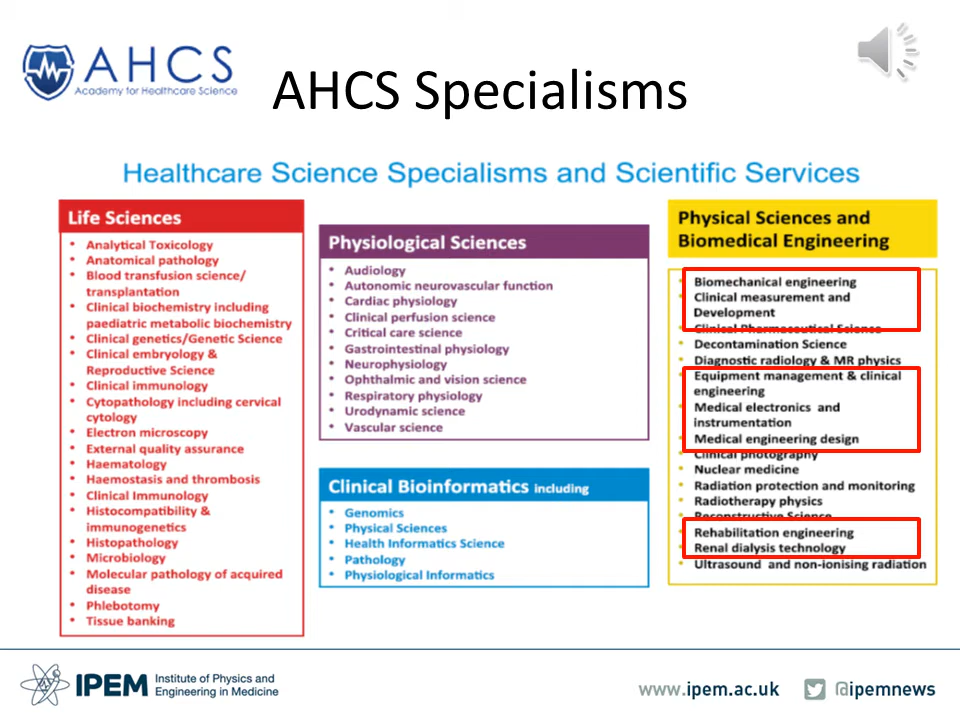 AHCS
Academy for Healthcare Science
AHCS Specialisms
Healthcare Science Specialisms and Scientific Services
Life Sciences
• Analytical Toxicology
• Anatomical pathology
• Blood transfusion science/
transplantation
• Clinical biochemistry including
paediatric metabolic biochemistry
• Clinical genetics/Genetic Science
• Clinical embryology &
Reproductive Science
• Clinical immunology
• Cytopathology including cervical
cytology
• Electron microscopy
• External quality assurance
• Haematology
• Haemostasis and thrombosis
• Clinical Immunology
• Histocompatibility &
immunogenetics
• Histopathology
• Microbiology
• Molecular pathology of acquired
disease
• Phlebotomy
• Tissue banking
Physiological Sciences
• Audiology
• Autonomic neurovascular function
• Cardiac physiology
• Clinical perfusion science
• Critical care science
• Gastrointestinal physiology
• Neurophysiology
• Ophthalmic and vision science
• Respiratory physiology
• Urodynamic science
• Vascular science
Clinical Bioinformatics including
• Genomics
• Physical Sciences
• Health Informatics Science
• Pathology
• Physiological Informatics
Physical Sciences and
Biomedical Engineering
• Biomechanical engineering
• Clinical measurement and
Development
• Clinical Pharmaceutical Science
• Decontamination Science
• Diagnostic radiology & MR physics
• Equipment management & clinical
engineering
• Medical electronics and
instrumentation
• Medical engineering design
• Clinical photography
• Nuclear medicine
• Radiation protection and monitoring
• Radiotherapy physics
• Reconstructive Science
• Rehabilitation engineering
• Renal dialysis technology
• Ultrasound and non-ionising radiation
IPEM
Institute of Physics and
Engineering in Medicine
www.ipem.ac.uk
@ipemnews